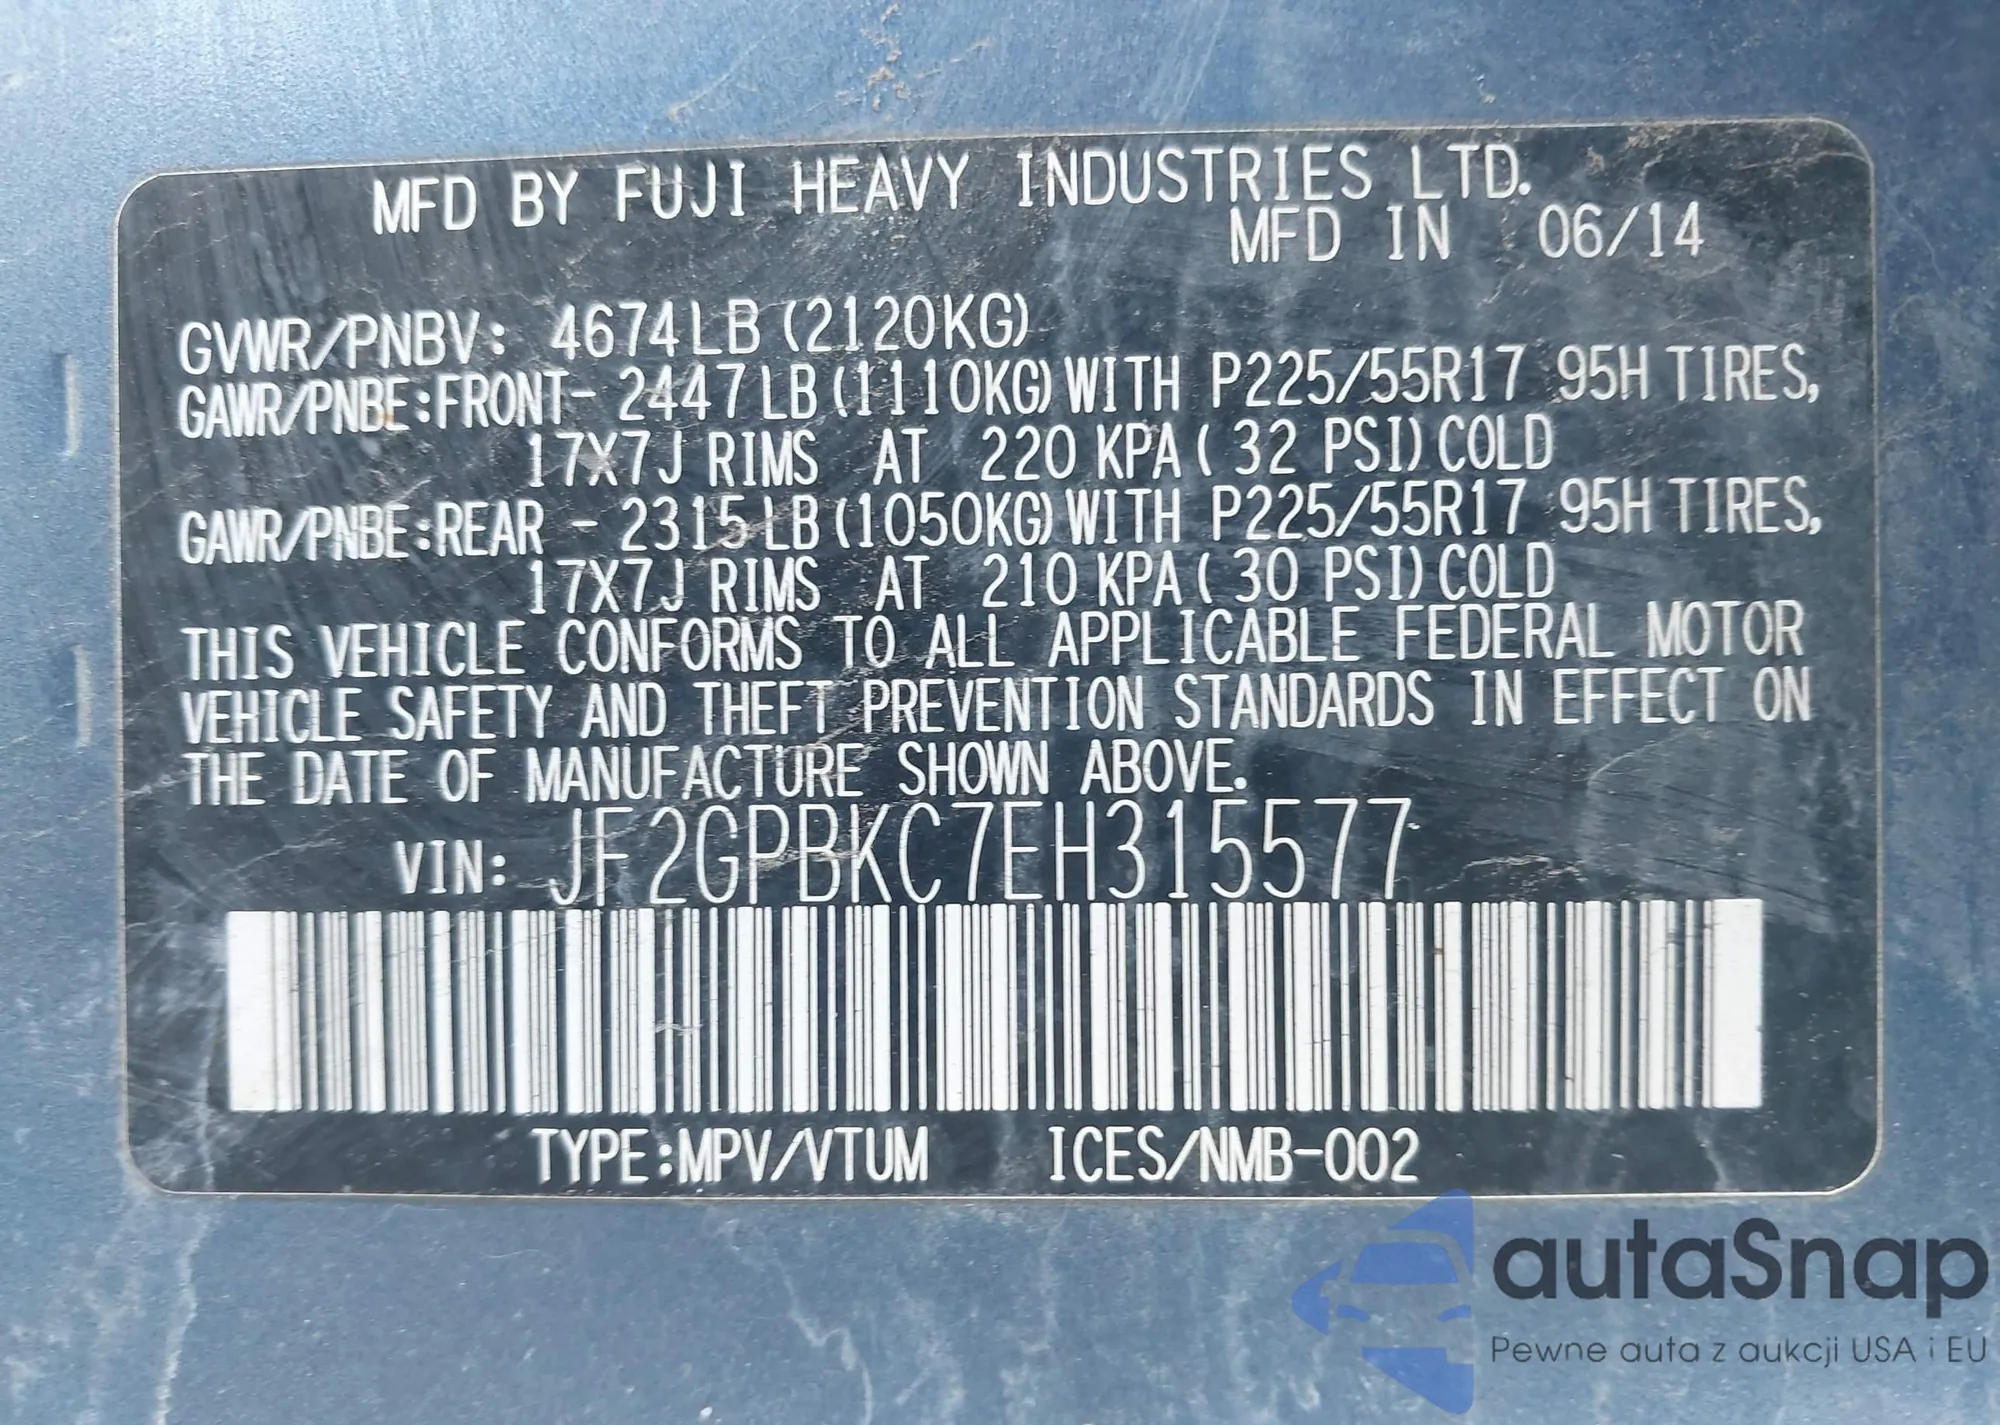 MFD BY FUJI HEAVY INDUSTRIES LTD.
MFD IN 06/14
GVWR/PNBV: 4674LB (2120KG)
GAWR/PNBE:FRONT- 2447LB (1110KG) WITH P225/55R17 95H TIRES,
17X7J RIMS AT 220 KPA ( 32 PSI) COLD
GAWR/PNBE:REAR - 2315LB (1050KG) WITH P225/55R17 95H TIRES,
17X7J RIMS AT 210 KPA ( 30 PSI) COLD
THIS VEHICLE CONFORMS TO ALL APPLICABLE FEDERAL MOTOR
VEHICLE SAFETY AND THEFT PREVENTION STANDARDS IN EFFECT ON
THE DATE OF MANUFACTURE SHOWN ABOVE.
VIN: JF2GPBKC7EH315577
TYPE:MPV/VTUM ICES/NMB-002
autaSnap
Pewne auta z aukcji USA i EU